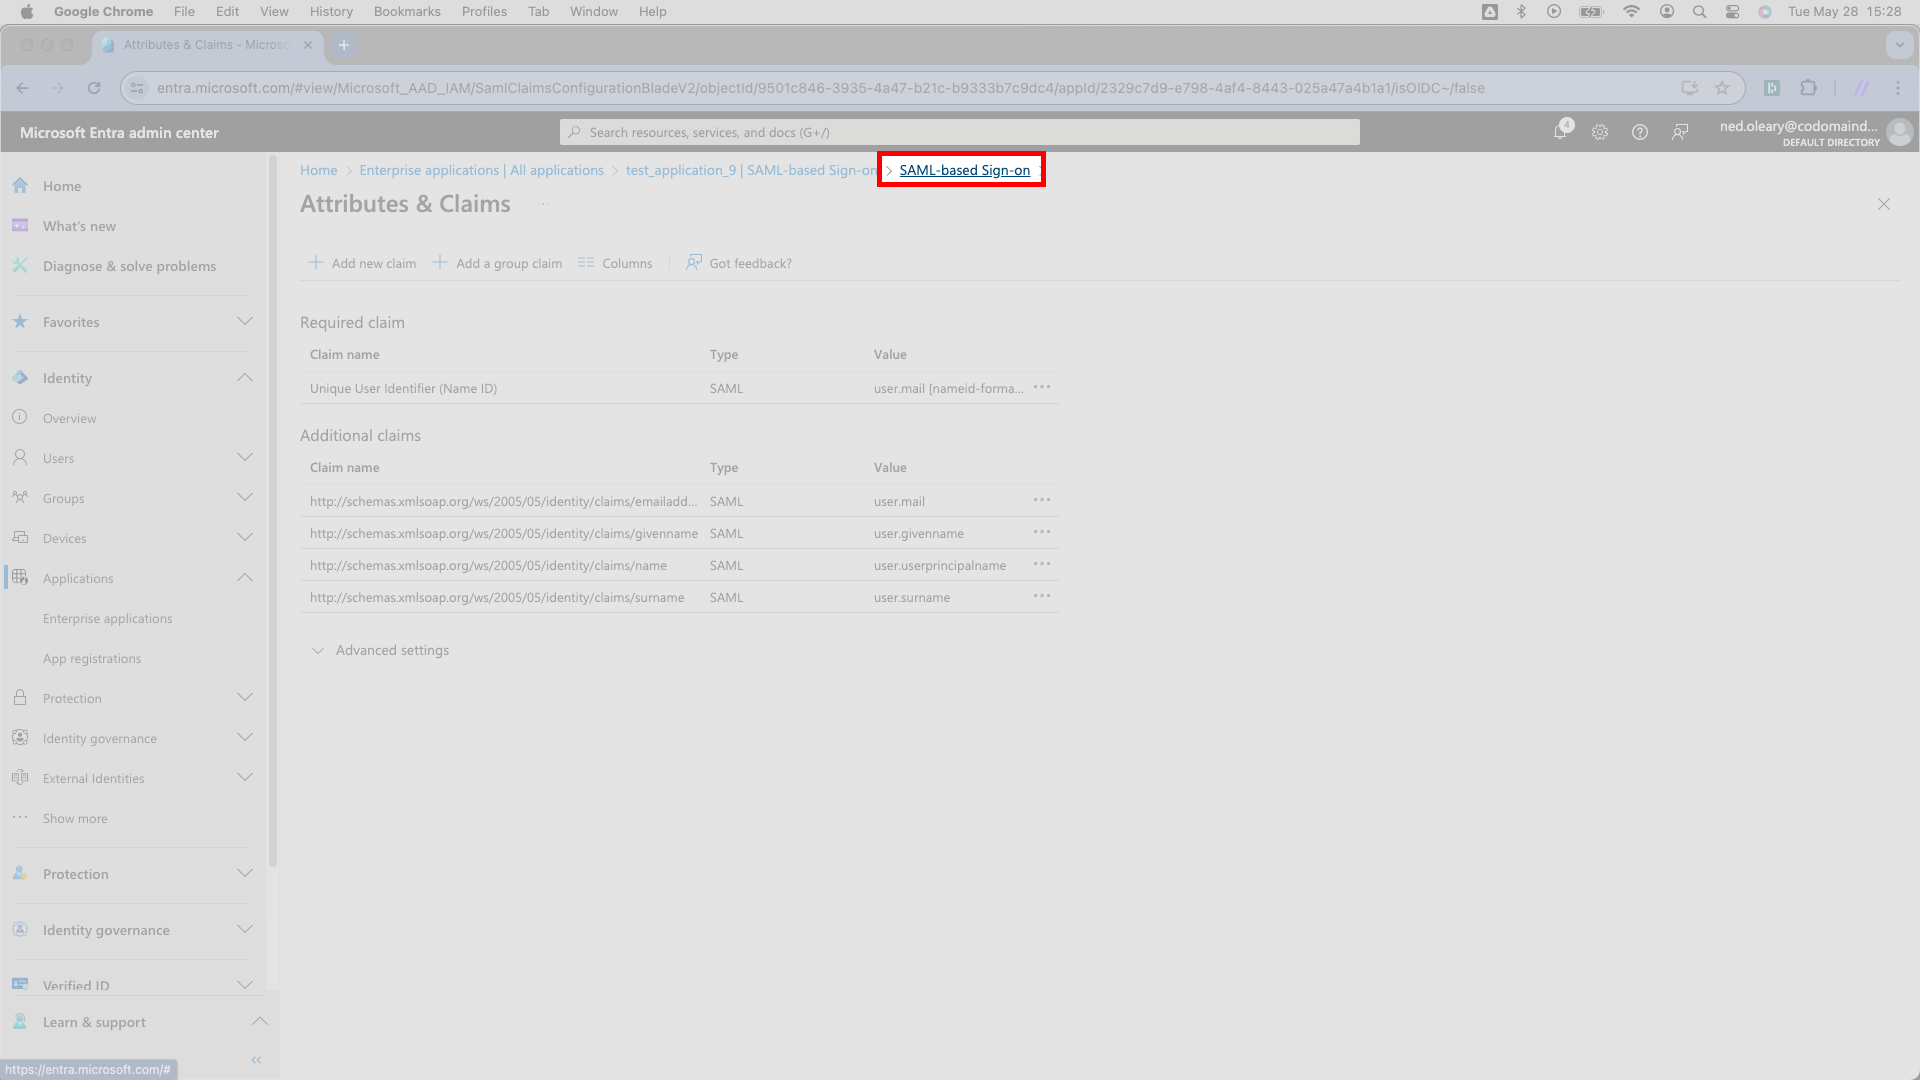 Google Chrome File Edit View History Bookmarks Profiles Tab Window Help Tue May 28 15:28
Attributes & Claims - Micros
entra.microsoft.com/#view/Microsoft_AAD_IAM/SamlClaimsConfigurationBladeV2/objectId/9501c846-3935-4a47-b21c-b9333b7c9dc4/appId/2329c7d9-e798-4af4-8443-025a47a4b1a1/isOIDC~/false
Microsoft Entra admin center
Search resources, services, and docs (G+/)
4
ned.oleary@codomaind...
DEFAULT DIRECTORY
Home > Enterprise applications | All applications > test_application_9 | SAML-based Sign-on > SAML-based Sign-on >
Attributes & Claims ...
Add new claim Add a group claim Columns Got feedback?
Required claim
Claim name Type Value
Unique User Identifier (Name ID) SAML user.mail [nameid-forma... ...
Additional claims
Claim name Type Value
http://schemas.xmlsoap.org/ws/2005/05/identity/claims/emailadd... SAML user.mail ...
http://schemas.xmlsoap.org/ws/2005/05/identity/claims/givenname SAML user.givenname ...
http://schemas.xmlsoap.org/ws/2005/05/identity/claims/name SAML user.userprincipalname ...
http://schemas.xmlsoap.org/ws/2005/05/identity/claims/surname SAML user.surname ...
Advanced settings
Home
What's new
Diagnose & solve problems
Favorites
Identity
Overview
Users
Groups
Devices
Applications
Enterprise applications
App registrations
Protection
Identity governance
External Identities
Show more
Protection
Identity governance
Verified ID
Learn & support
https://entra.microsoft.com/#